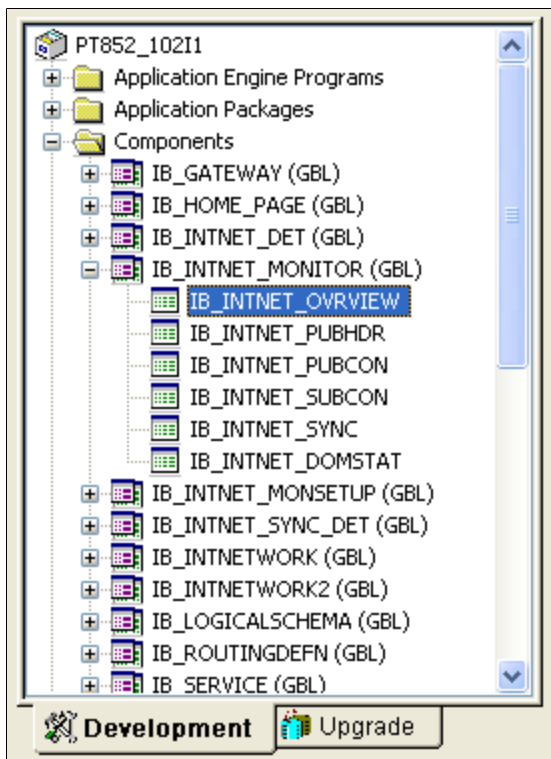 PT852_102I1
Application Engine Programs
Application Packages
Components
IB_GATEWAY (GBL)
IB_HOME_PAGE (GBL)
IB_INTNET_DET (GBL)
IB_INTNET_MONITOR (GBL)
IB_INTNET_OVRVIEW
IB_INTNET_PUBHDR
IB_INTNET_PUBCON
IB_INTNET_SUBCON
IB_INTNET_SYNC
IB_INTNET_DOMSTAT
IB_INTNET_MONSETUP (GBL)
IB_INTNET_SYNC_DET (GBL)
IB_INTNETWORK (GBL)
IB_INTNETWORK2 (GBL)
IB_LOGICALSCHEMA (GBL)
IB_ROUTINGDEFN (GBL)
IB_SERVICE (GBL)
Development Upgrade